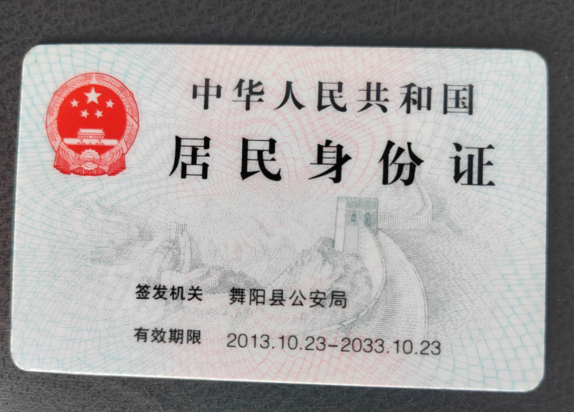 中华人民共和国
居民身份证
签发机关 舞阳县公安局
有效期限 2013.10.23-2033.10.23